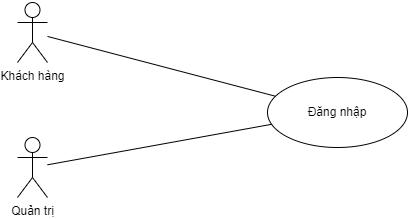 Khách hàng
Đăng nhập
Quản trị